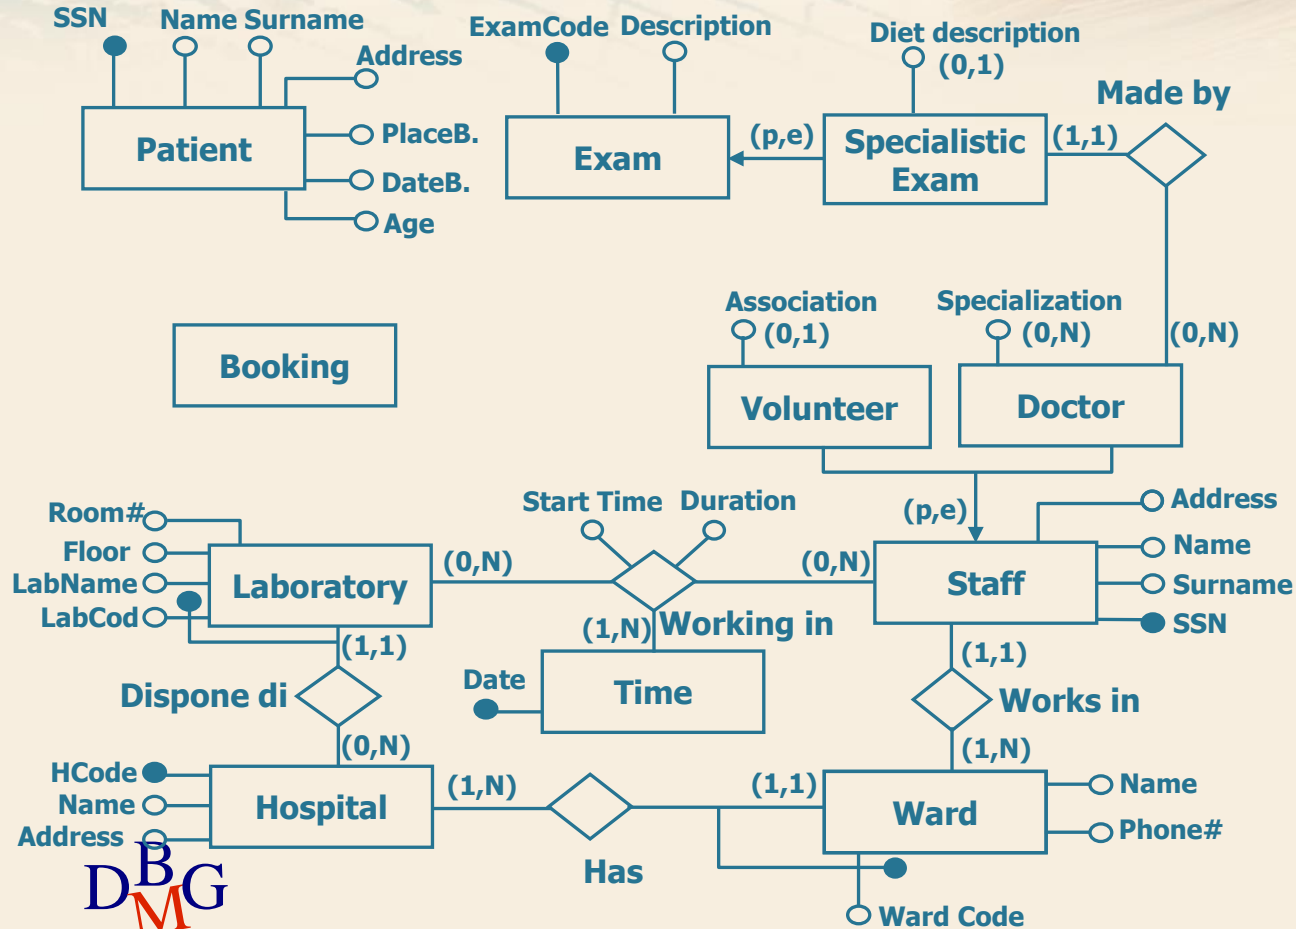 SSN
Name Surname
Address
PlaceB.
DateB.
Age
Patient
ExamCode
Description
Exam
(p,e)
Diet description
(0,1)
Specialistic
Exam
(1,1)
Made by
(0,N)
Booking
Association
(0,1)
Volunteer
Specialization
(0,N)
Doctor
(p,e)
Room#
Floor
LabName
LabCod
Laboratory
(0,N)
Start Time
Duration
(0,N)
Working in
(1,N)
Staff
Address
Name
Surname
SSN
(1,1)
Dispone di
(0,N)
Date
Time
(1,1)
Works in
(1,N)
HCode
Name
Address
Hospital
(1,N)
Has
(1,1)
Ward
Name
Phone#
Ward Code
DBMG